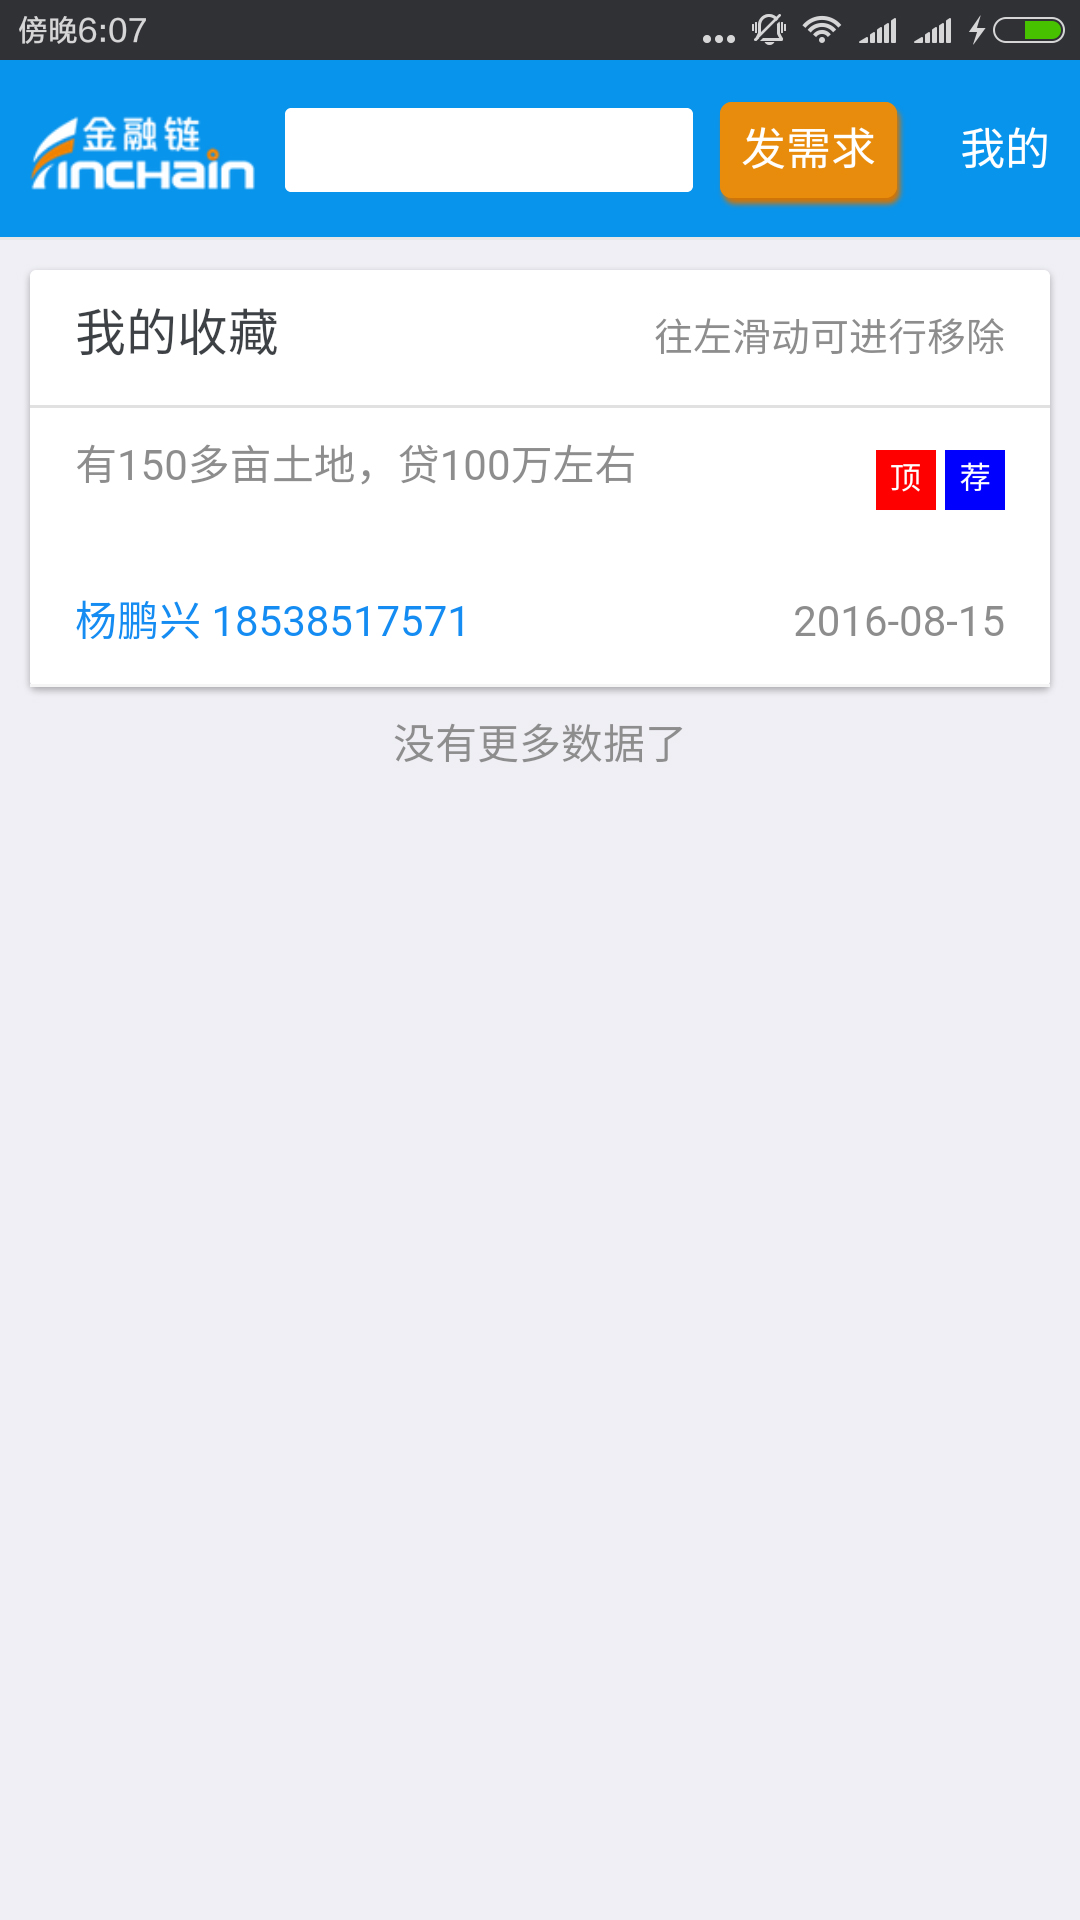 傍晚6:07
金融链
Finchain
发需求
我的
我的收藏
往左滑动可进行移除
有150多亩土地，贷100万左右
顶 荐
杨鹏兴 18538517571
2016-08-15
没有更多数据了